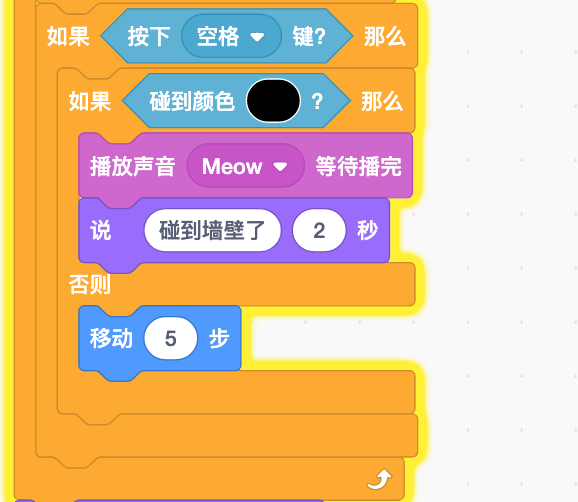 如果 按下 空格 键? 那么
如果 碰到颜色 ? 那么
播放声音 Meow 等待播完
说 碰到墙壁了 2 秒
否则
移动 5 步